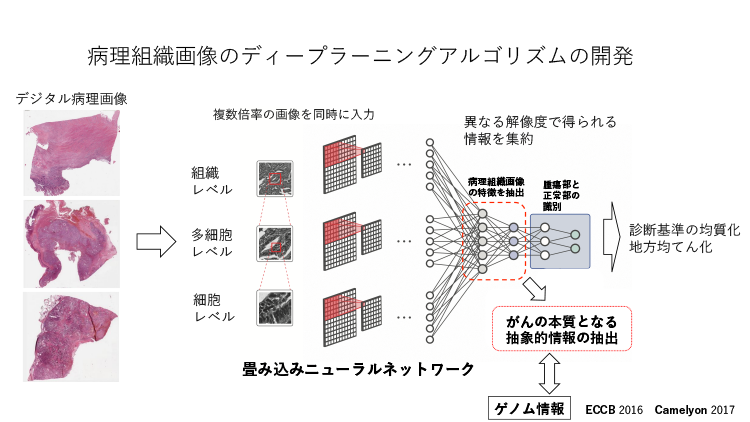 病理組織画像のディープラーニングアルゴリズムの開発
デジタル病理画像
複数倍率の画像を同時に入力
異なる解像度で得られる
情報を集約
組織
レベル
多細胞
レベル
細胞
レベル
病理組織画像
の特徴を抽出
腫瘍部と
正常部の
識別
診断基準の均質化
地方均てん化
畳み込みニューラルネットワーク
がんの本質となる
抽象的情報の抽出
ゲノム情報
ECCB 2016 Camelyon 2017